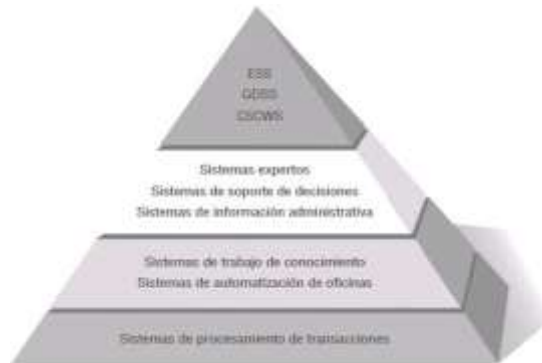 ESS
GDSS
CSCWS
Sistemas expertos
Sistemas de soporte de decisiones
Sistemas de información administrativa
Sistemas de trabajo de conocimiento
Sistemas de automatización de oficinas
Sistemas de procesamiento de transacciones